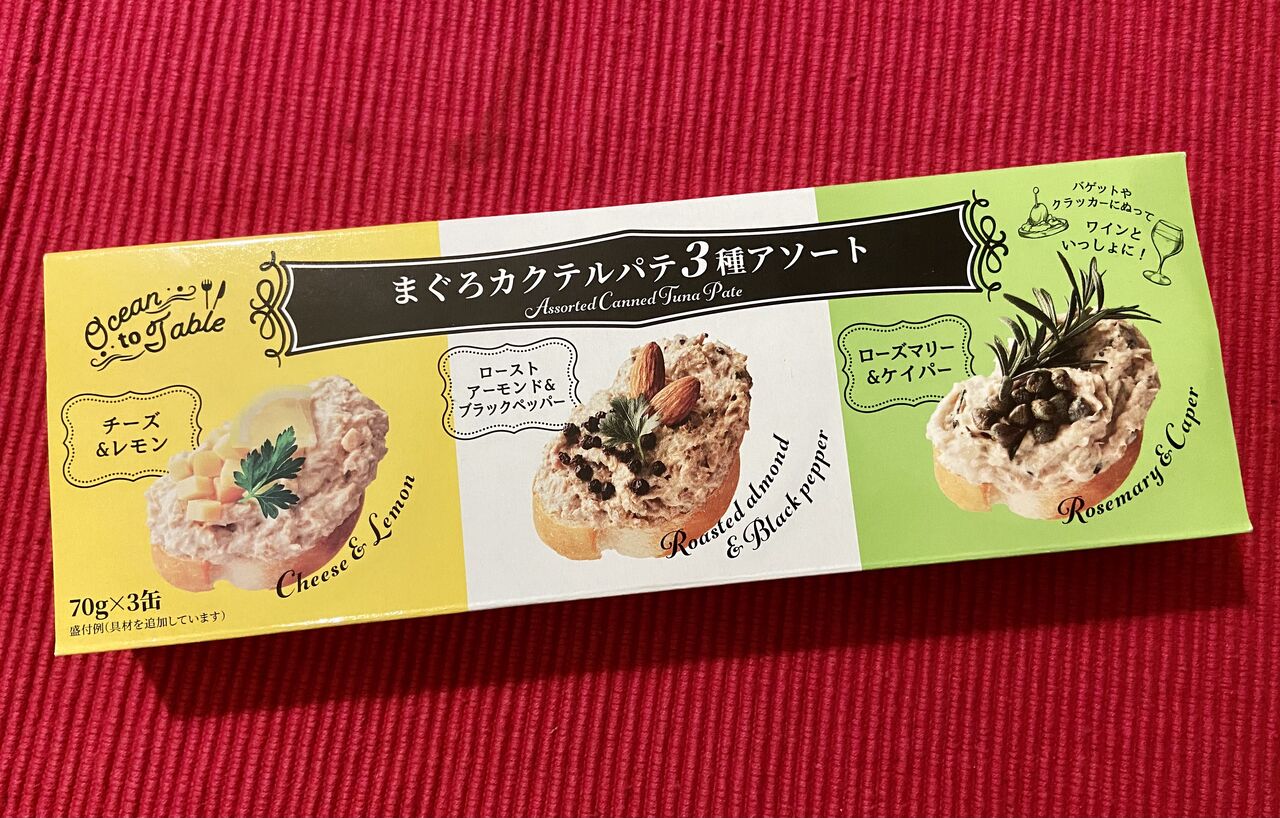 Ocean
to Table
まぐろカクテルパテ3種アソート
Assorted Canned Tuna Pate
バゲットや
クラッカーにぬって
ワインと
いっしょに!
チーズ
&レモン
Cheese & Lemon
ロースト
アーモンド&
ブラックペッパー
Roasted almond
& Black pepper
ローズマリー
&ケイパー
Rosemary & Caper
70g×3缶
盛付例(具材を追加しています)